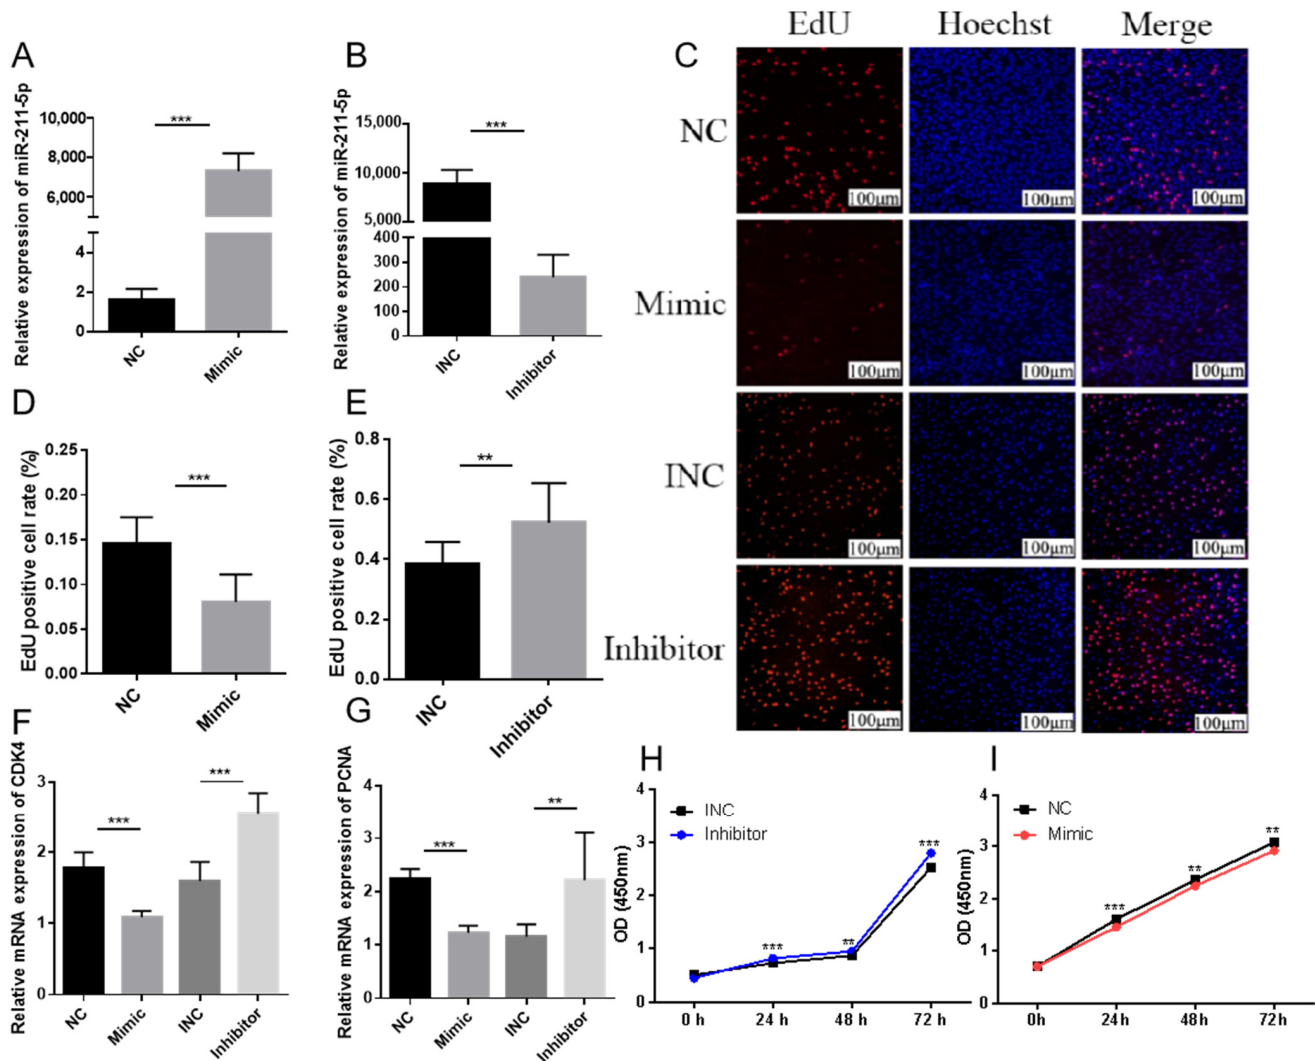 A
Relative expression of miR-211-5p
10,000
8,000
6,000
4
2
0
***
NC
Mimic
B
Relative expression of miR-211-5p
15,000
10,000
5,000
400
300
200
100
0
***
INC
Inhibitor
C
EdU
Hoechst
Merge
NC
100μm
100μm
100μm
Mimic
100μm
100μm
100μm
INC
100μm
100μm
100μm
Inhibitor
100μm
100μm
100μm
D
EdU positive cell rate (%)
0.25
0.20
0.15
0.10
0.05
0.00
***
NC
Mimic
E
EdU positive cell rate (%)
0.8
0.6
0.4
0.2
0.0
**
INC
Inhibitor
F
Relative mRNA expression of CDK4
3
2
1
0
***
***
NC
Mimic
INC
Inhibitor
G
Relative mRNA expression of PCNA
4
3
2
1
0
***
**
NC
Mimic
INC
Inhibitor
H
OD (450nm)
4
3
2
1
0
INC
Inhibitor
***
**
***
0 h
24 h
48 h
72 h
I
OD (450nm)
4
3
2
1
0
NC
Mimic
***
**
**
0h
24h
48h
72h